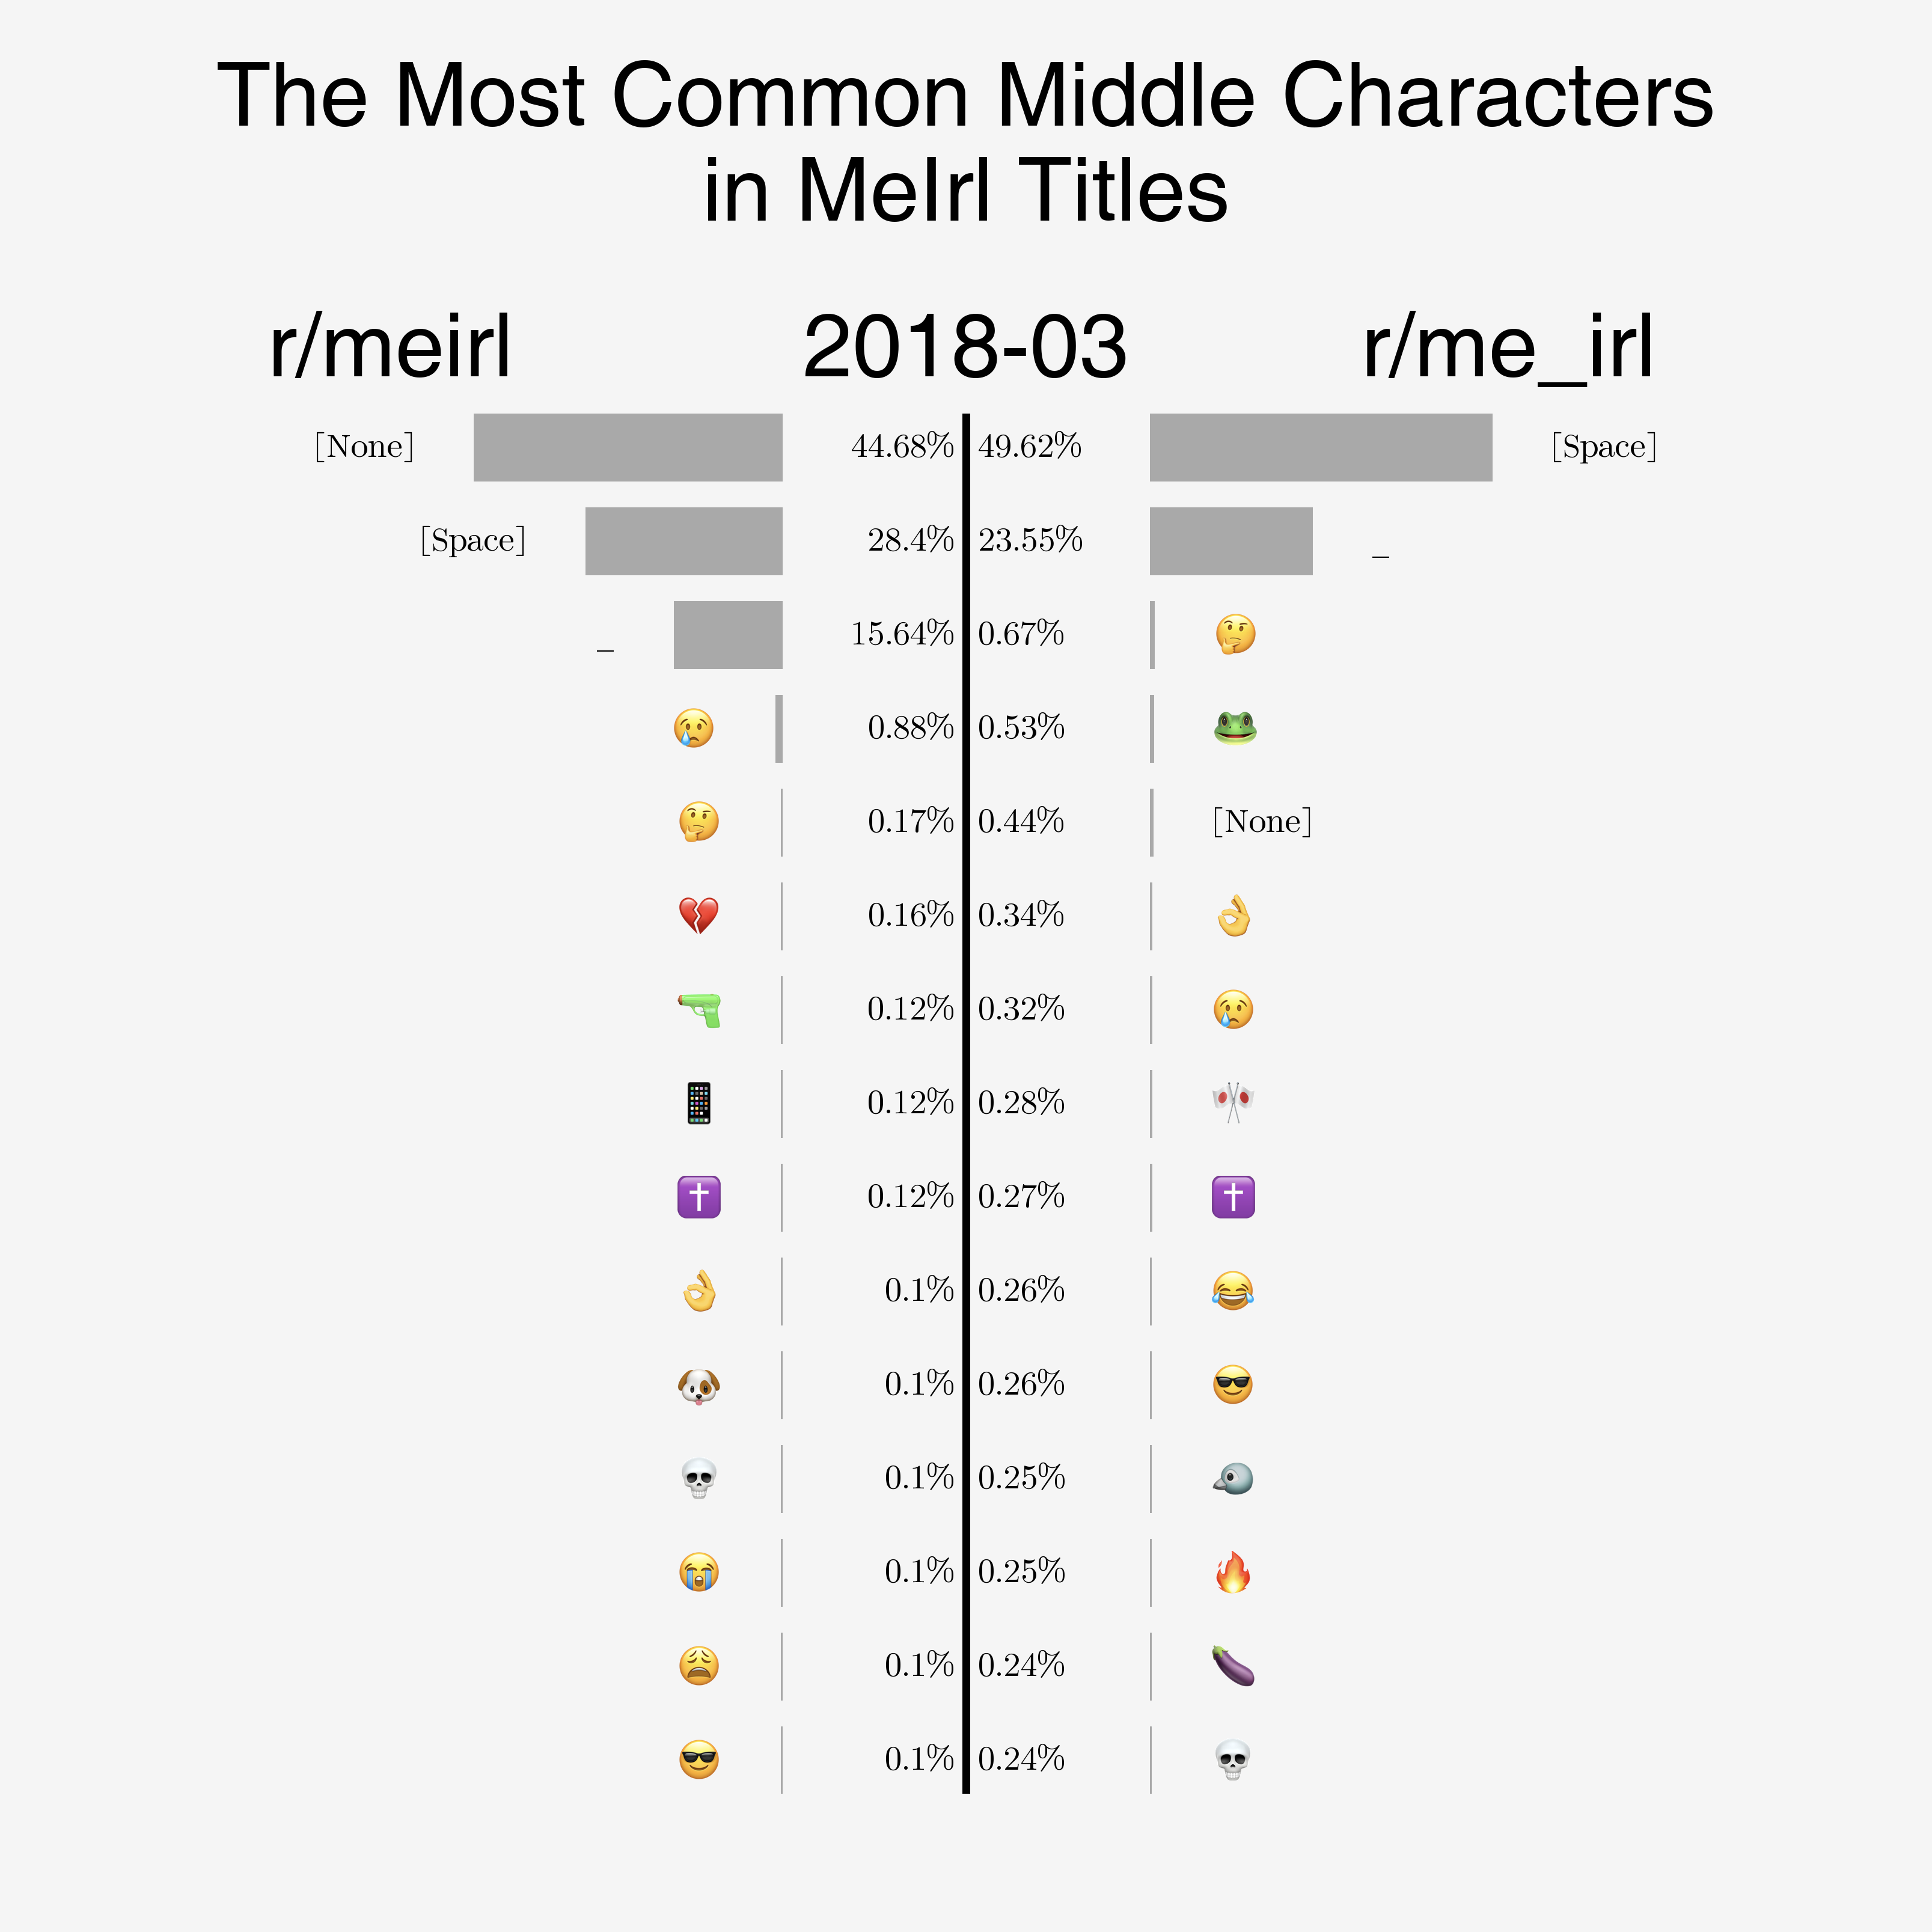 The Most Common Middle Characters
in MeIrl Titles
r/meirl 2018-03 r/me_irl
[None] 44.68% 49.62% [Space]
[Space] 28.4% 23.55% _
_ 15.64% 0.67% 🤔
😢 0.88% 0.53% 🐸
🤔 0.17% 0.44% [None]
💔 0.16% 0.34% 👌
🔫 0.12% 0.32% 😢
📱 0.12% 0.28% 🎌
✝️ 0.12% 0.27% ✝️
👌 0.1% 0.26% 😂
🐶 0.1% 0.26% 😎
💀 0.1% 0.25% 🐦
😭 0.1% 0.25% 🔥
😩 0.1% 0.24% 🍆
😎 0.1% 0.24% 💀